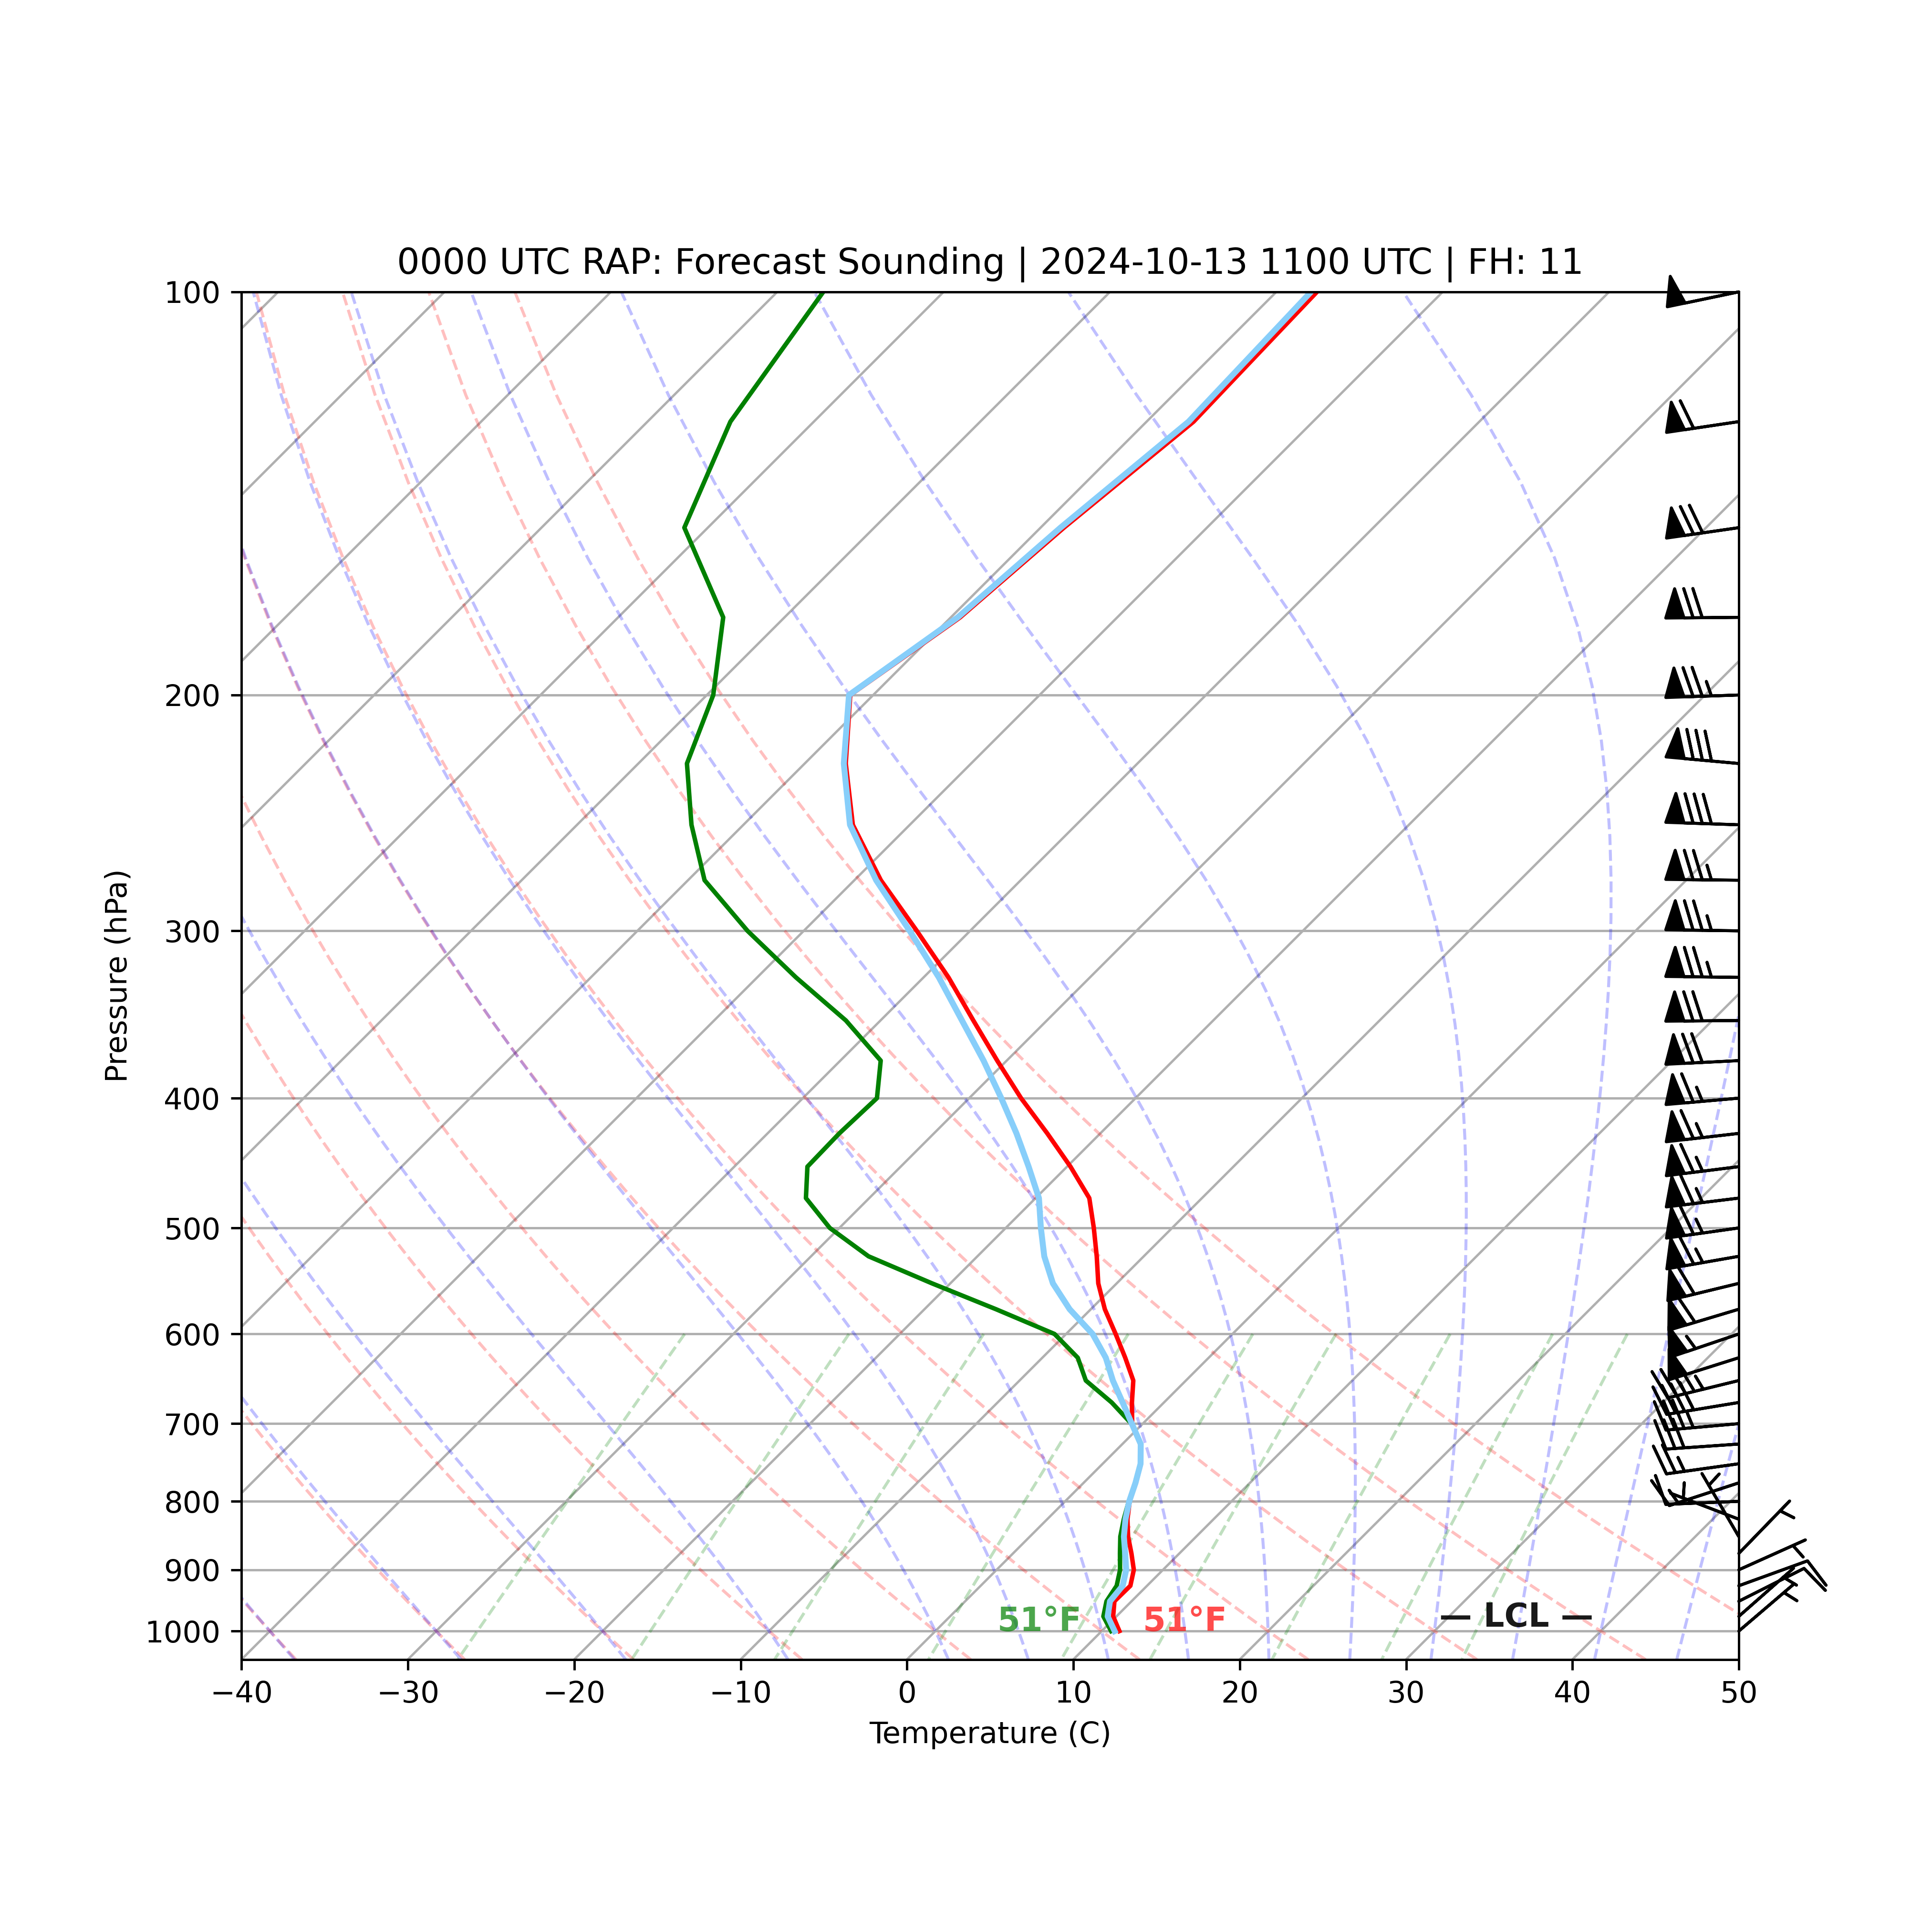 0000 UTC RAP: Forecast Sounding | 2024-10-13 1100 UTC | FH: 11
100
200
300
400
500
600
700
800
900
1000
Pressure (hPa)
51°F 51°F — LCL —
−40 −30 −20 −10 0 10 20 30 40 50
Temperature (C)